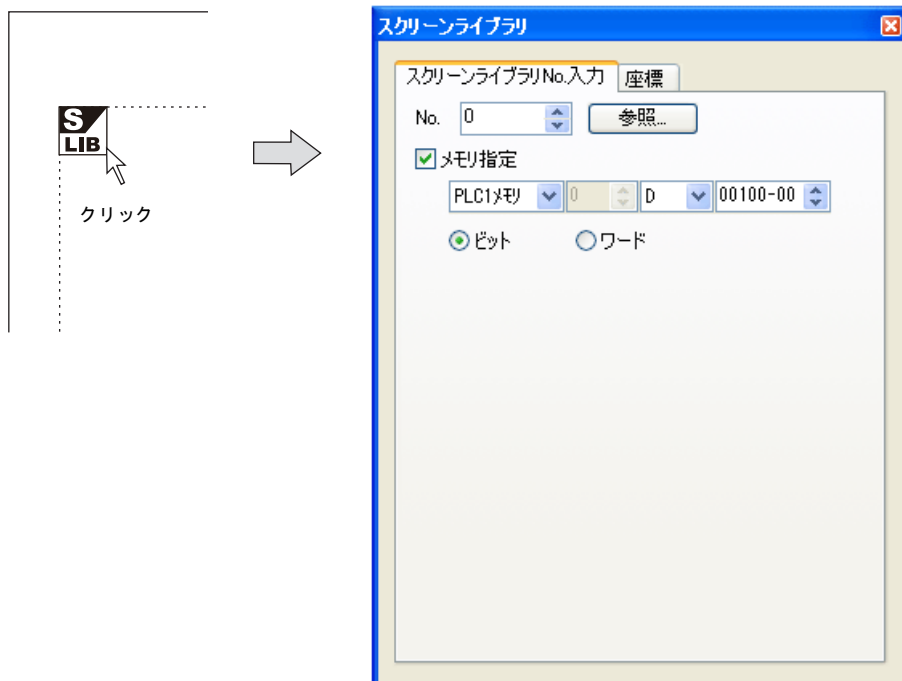 S
LIB
クリック
スクリーンライブラリ
スクリーンライブラリNo.入力 座標
No. 0 参照...
メモリ指定
PLC1メモリ 0 D 00100-00
ビット ワード